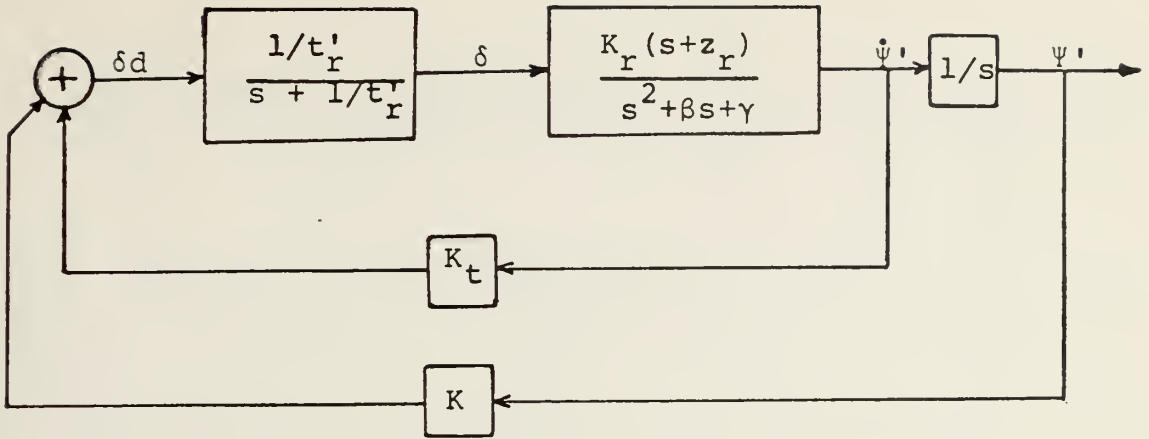 +
δd
1/t'r
s + 1/t'r
δ
Kr(s+zr)
s²+βs+γ
ψ̇'
1/s
Ψ'
Kt
K